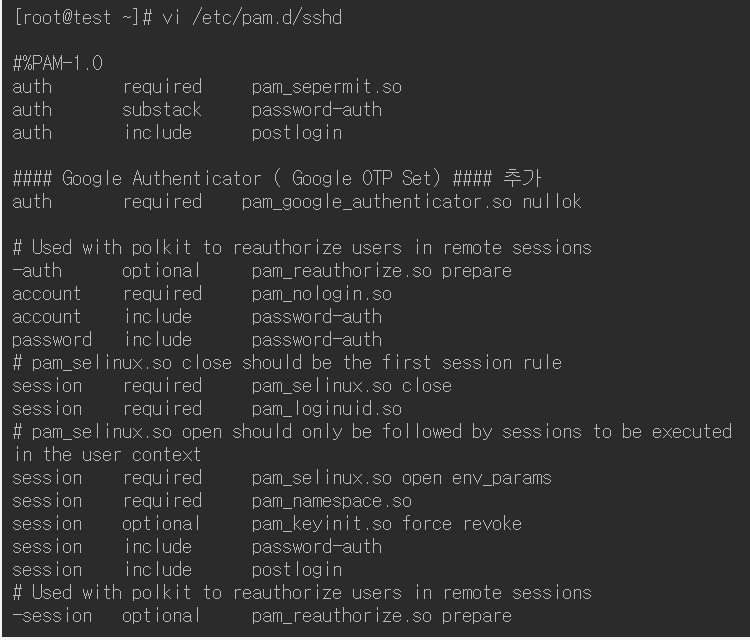 [root@test ~]# vi /etc/pam.d/sshd
#%PAM-1.0
auth required pam_sepermit.so
auth substack password-auth
auth include postlogin
#### Google Authenticator ( Google OTP Set) #### 추가
auth required pam_google_authenticator.so nullok
# Used with polkit to reauthorize users in remote sessions
-auth optional pam_reauthorize.so prepare
account required pam_nologin.so
account include password-auth
password include password-auth
# pam_selinux.so close should be the first session rule
session required pam_selinux.so close
session required pam_loginuid.so
# pam_selinux.so open should only be followed by sessions to be executed
in the user context
session required pam_selinux.so open env_params
session required pam_namespace.so
session optional pam_keyinit.so force revoke
session include password-auth
session include postlogin
# Used with polkit to reauthorize users in remote sessions
-session optional pam_reauthorize.so prepare